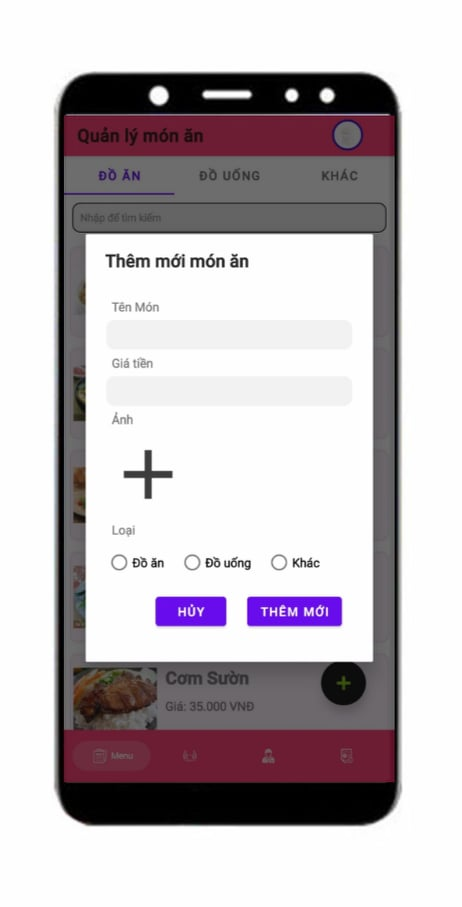 Quản lý món ăn
ĐỒ ĂN ĐỒ UỐNG KHÁC
Nhập để tìm kiếm
Thêm mới món ăn
Tên Món
Giá tiền
Ảnh
Loại
Đồ ăn Đồ uống Khác
HỦY THÊM MỚI
Cơm Sườn
Giá: 35.000 VNĐ
Menu